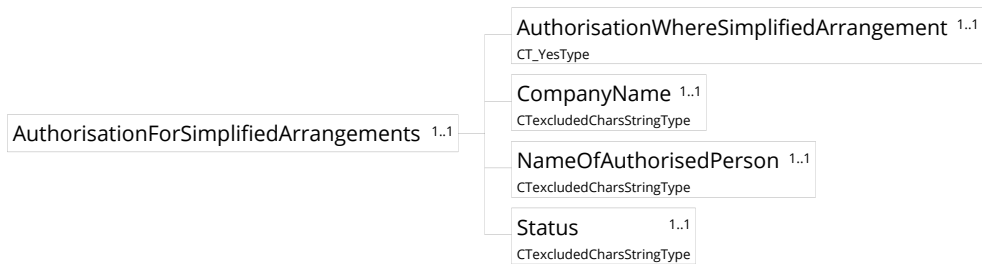 AuthorisationWhereSimplifiedArrangement 1..1
CT_YesType
CompanyName 1..1
CTexcludedCharsStringType
AuthorisationForSimplifiedArrangements 1..1
NameOfAuthorisedPerson 1..1
CTexcludedCharsStringType
Status 1..1
CTexcludedCharsStringType